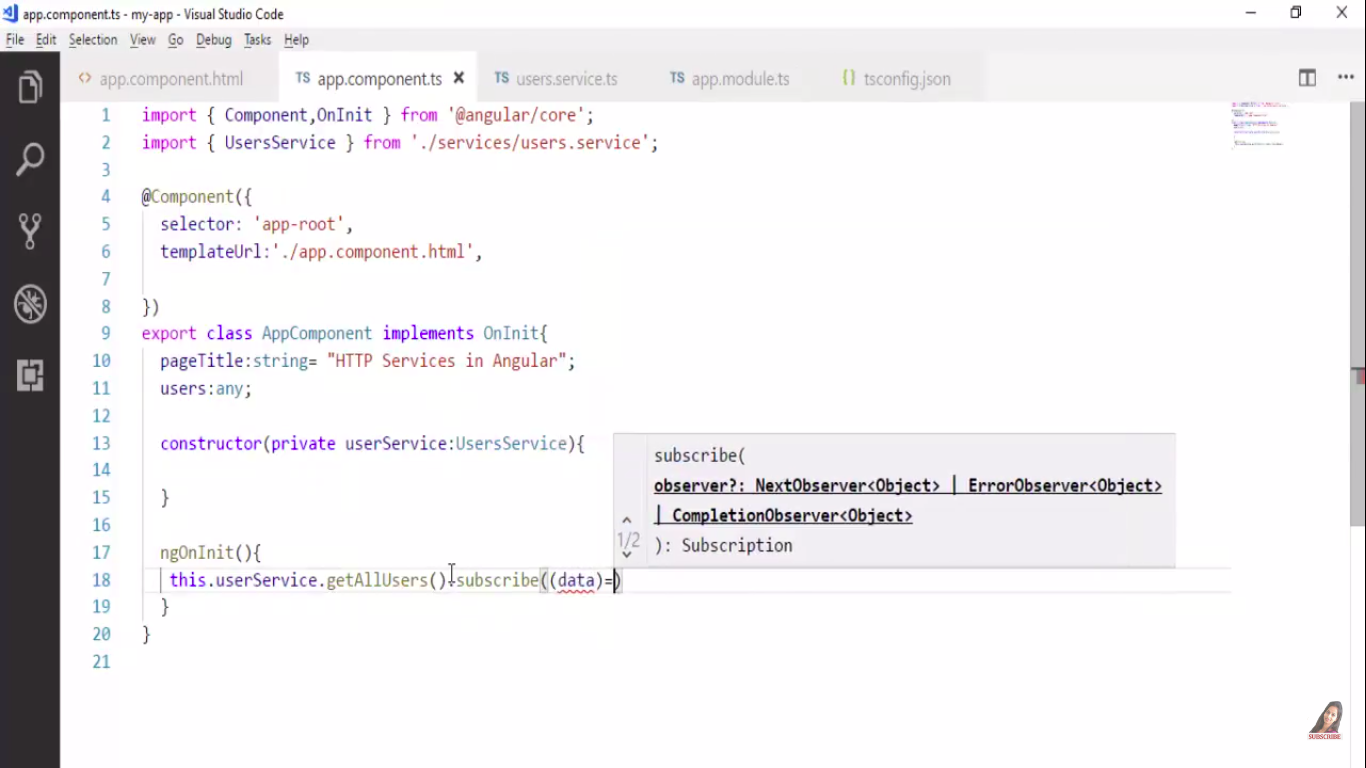 app.component.ts - my-app - Visual Studio Code
File Edit Selection View Go Debug Tasks Help
<> app.component.html TS app.component.ts × TS users.service.ts TS app.module.ts {} tsconfig.json ...
1 import { Component,OnInit } from '@angular/core';
2 import { UsersService } from './services/users.service';
3
4 @Component({
5 selector: 'app-root',
6 templateUrl:'./app.component.html',
7
8 })
9 export class AppComponent implements OnInit{
10 pageTitle:string= "HTTP Services in Angular";
11 users:any;
12
13 constructor(private userService:UsersService){
14
15 }
16
17 ngOnInit(){
18 this.userService.getAllUsers().subscribe((data)=)
19 }
20 }
21
subscribe(
observer?: NextObserver<Object> | ErrorObserver<Object>
| CompletionObserver<Object>
1/2 ): Subscription
SUBSCRIBE